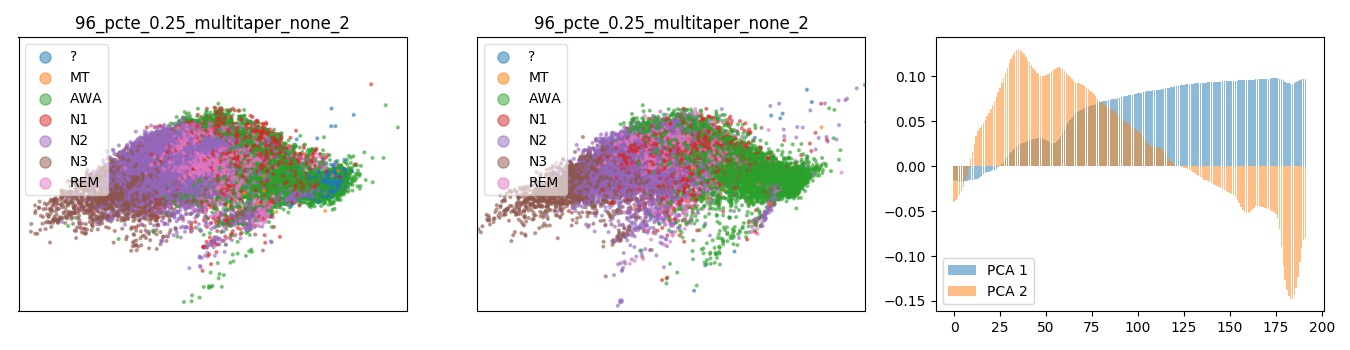 96_pcte_0.25_multitaper_none_2
?
MT
AWA
N1
N2
N3
REM
96_pcte_0.25_multitaper_none_2
?
MT
AWA
N1
N2
N3
REM
0.10
0.05
0.00
−0.05
−0.10
−0.15
PCA 1
PCA 2
0 25 50 75 100 125 150 175 200